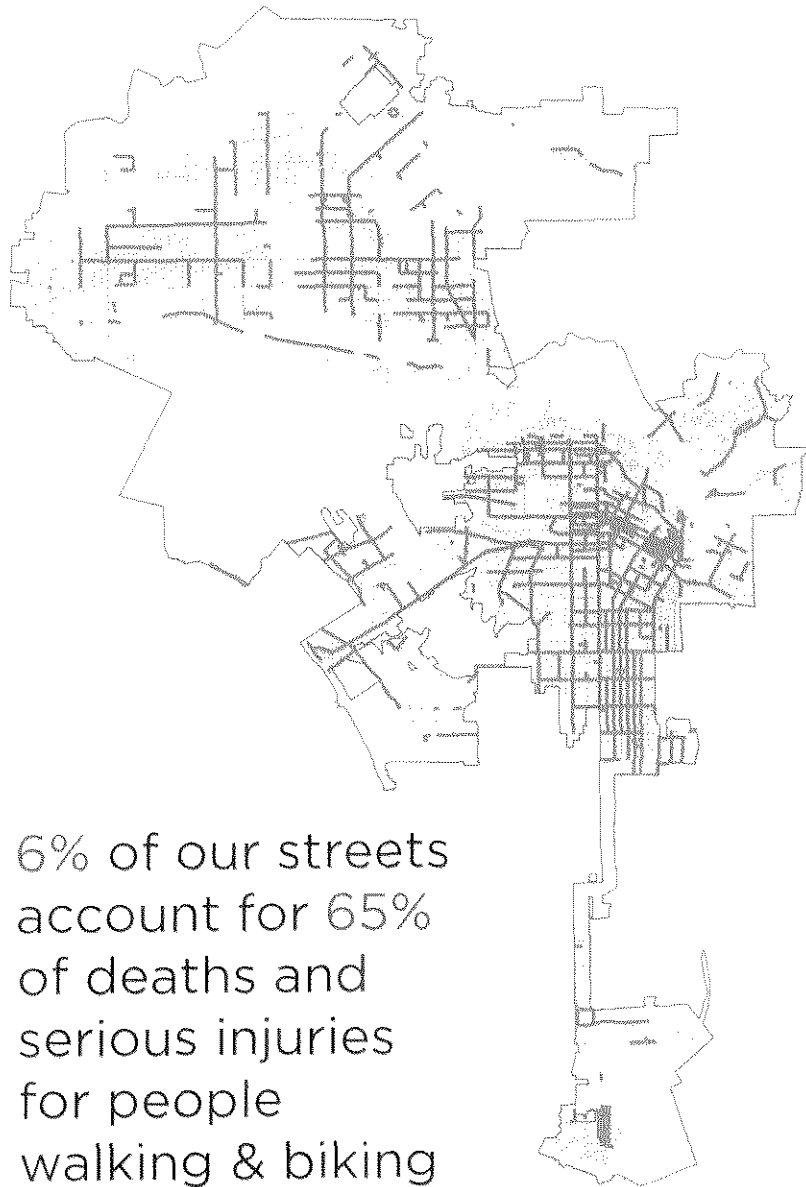 6% of our streets
account for 65%
of deaths and
serious injuries
for people
walking & biking